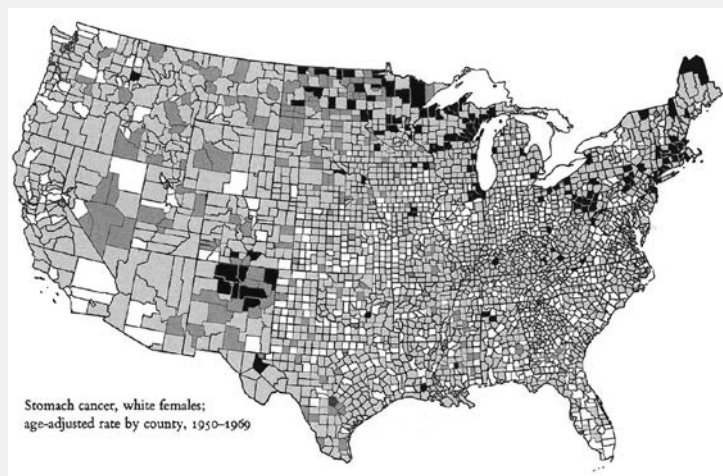 Stomach cancer, white females;
age-adjusted rate by county, 1950–1969